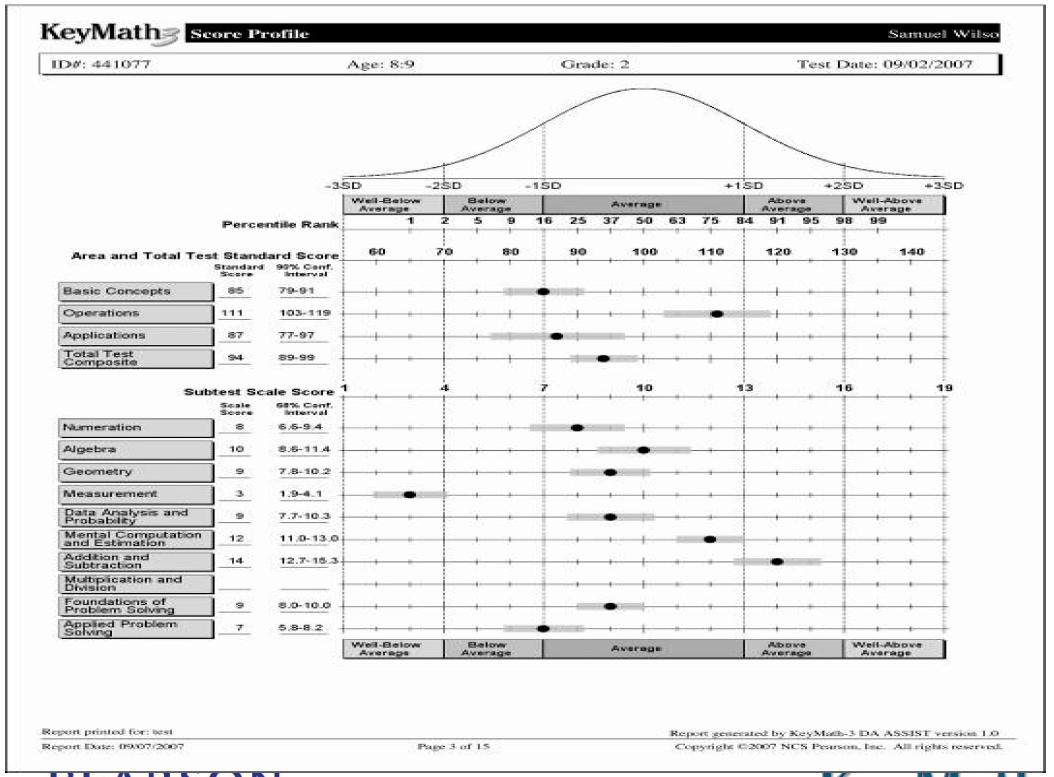 KeyMath3 Score Profile Samuel Wilso
ID#: 441077 Age: 8:9 Grade: 2 Test Date: 09/02/2007
-3SD -2SD -1SD +1SD +2SD +3SD
Well-Below Average Below Average Average Above Average Well-Above Average
Percentile Rank 1 2 5 9 16 25 37 50 63 75 84 91 95 98 99
Area and Total Test Standard Score 60 70 80 90 100 110 120 130 140
Standard Score 90% Conf. Interval
Basic Concepts 85 79-91
Operations 111 103-119
Applications 87 77-97
Total Test Composite 94 89-99
Subtest Scale Score 1 4 7 10 13 16 19
Scale Score 68% Conf. Interval
Numeration 8 6.6-9.4
Algebra 10 8.6-11.4
Geometry 9 7.8-10.2
Measurement 3 1.9-4.1
Data Analysis and Probability 9 7.7-10.3
Mental Computation and Estimation 12 11.0-13.0
Addition and Subtraction 14 12.7-15.3
Multiplication and Division
Foundations of Problem Solving 9 8.0-10.0
Applied Problem Solving 7 5.8-8.2
Well-Below Average Below Average Average Above Average Well-Above Average
Report printed for: test Report generated by KeyMath-3 DA ASSIST version 1.0
Report Date: 09/07/2007 Page 3 of 15 Copyright ©2007 NCS Pearson, Inc. All rights reserved.